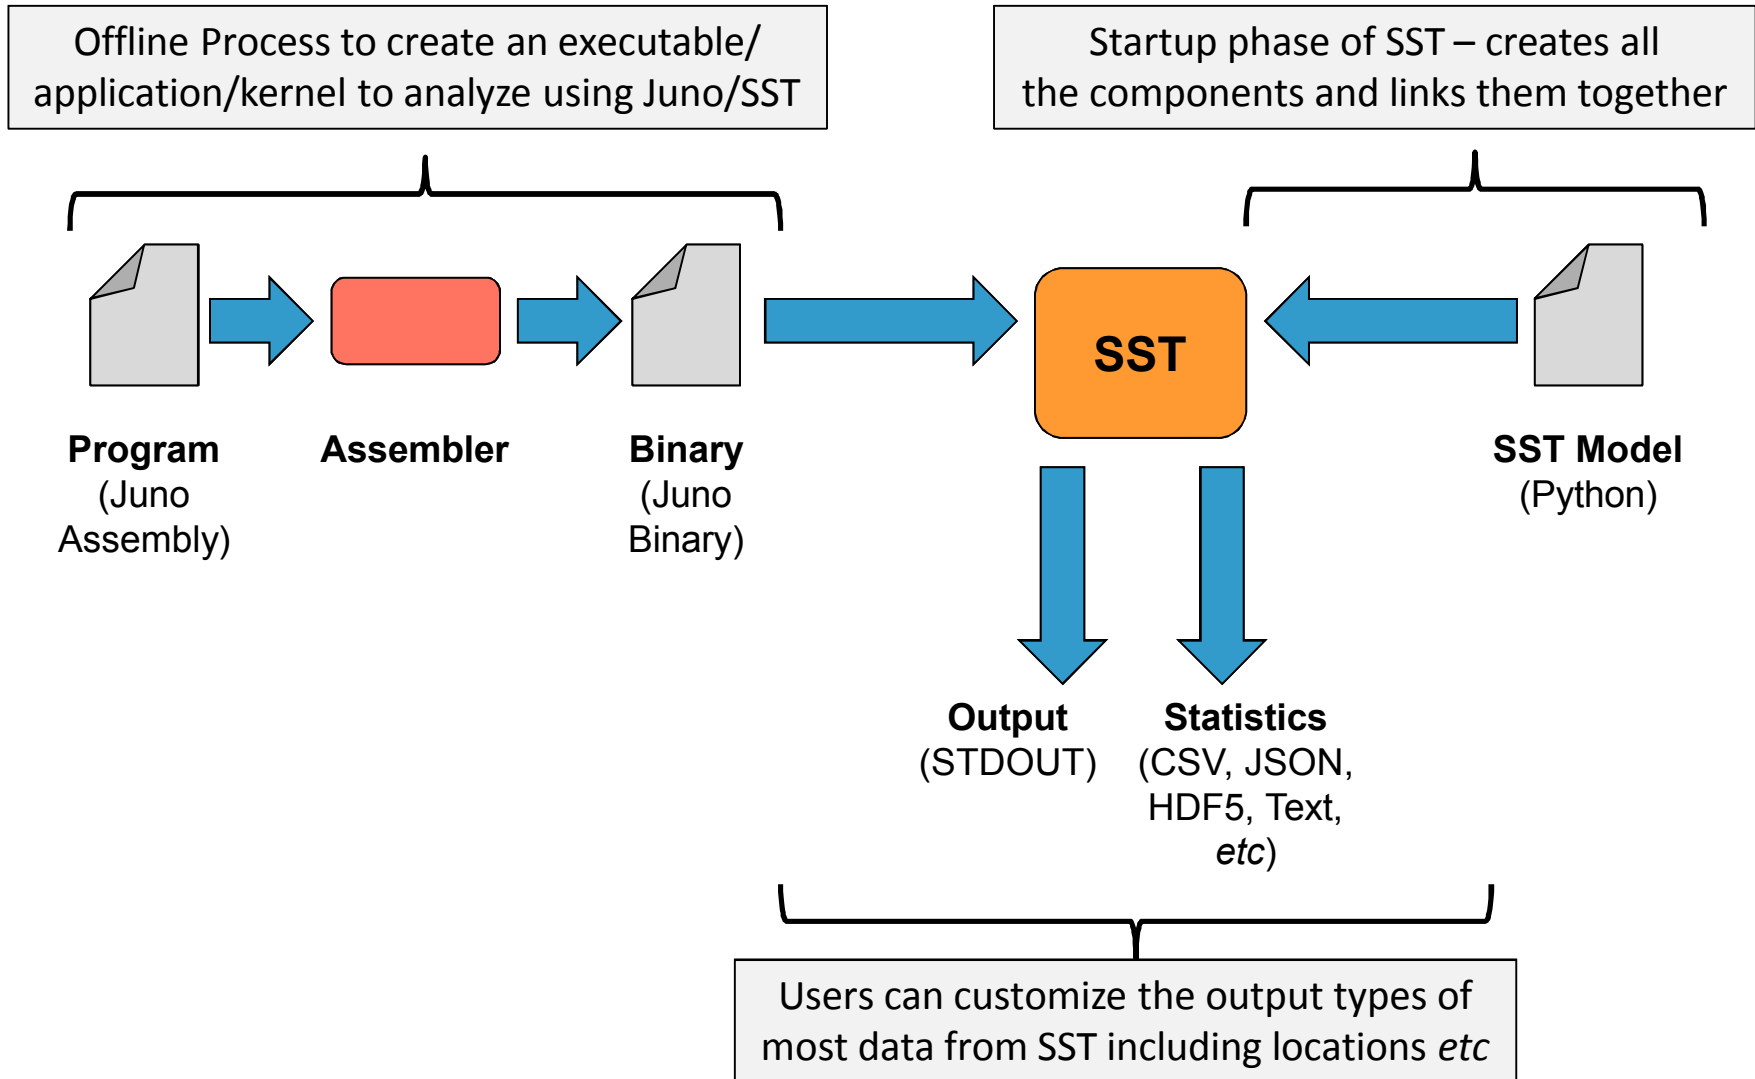 Offline Process to create an executable/
application/kernel to analyze using Juno/SST
Startup phase of SST – creates all
the components and links them together
SST
Program
(Juno
Assembly)
Assembler
Binary
(Juno
Binary)
SST Model
(Python)
Output
(STDOUT)
Statistics
(CSV, JSON,
HDF5, Text,
etc)
Users can customize the output types of
most data from SST including locations etc